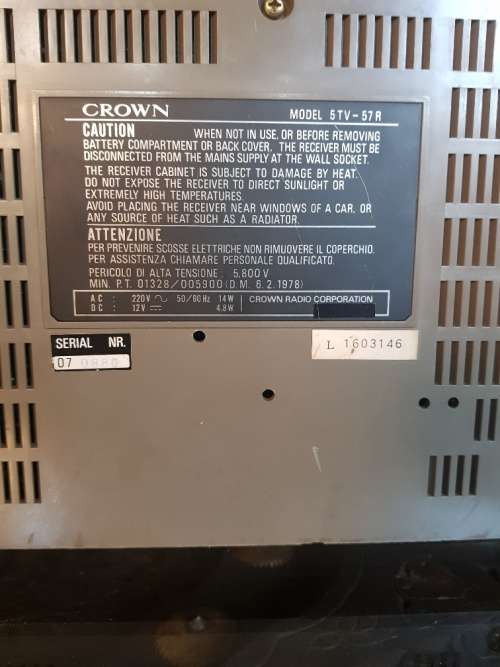 CROWN MODEL 5TV-57R
CAUTION WHEN NOT IN USE, OR BEFORE REMOVING
BATTERY COMPARTMENT OR BACK COVER, THE RECEIVER MUST BE
DISCONNECTED FROM THE MAINS SUPPLY AT THE WALL SOCKET.
THE RECEIVER CABINET IS SUBJECT TO DAMAGE BY HEAT.
DO NOT EXPOSE THE RECEIVER TO DIRECT SUNLIGHT OR
EXTREMELY HIGH TEMPERATURES.
AVOID PLACING THE RECEIVER NEAR WINDOWS OF A CAR, OR
ANY SOURCE OF HEAT SUCH AS A RADIATOR.
ATTENZIONE
PER PREVENIRE SCOSSE ELETTRICHE NON RIMUOVERE IL COPERCHIO.
PER ASSISTENZA CHIAMARE PERSONALE QUALIFICATO.
PERICOLO DI ALTA TENSIONE : 5,800 V
MIN. P.T. 01328/005900 (D.M. 6.2.1978)
AC : 220V ~ 50/60Hz 14W CROWN RADIO CORPORATION
DC : 12V 4.8W
SERIAL NR.
07
L 1603146